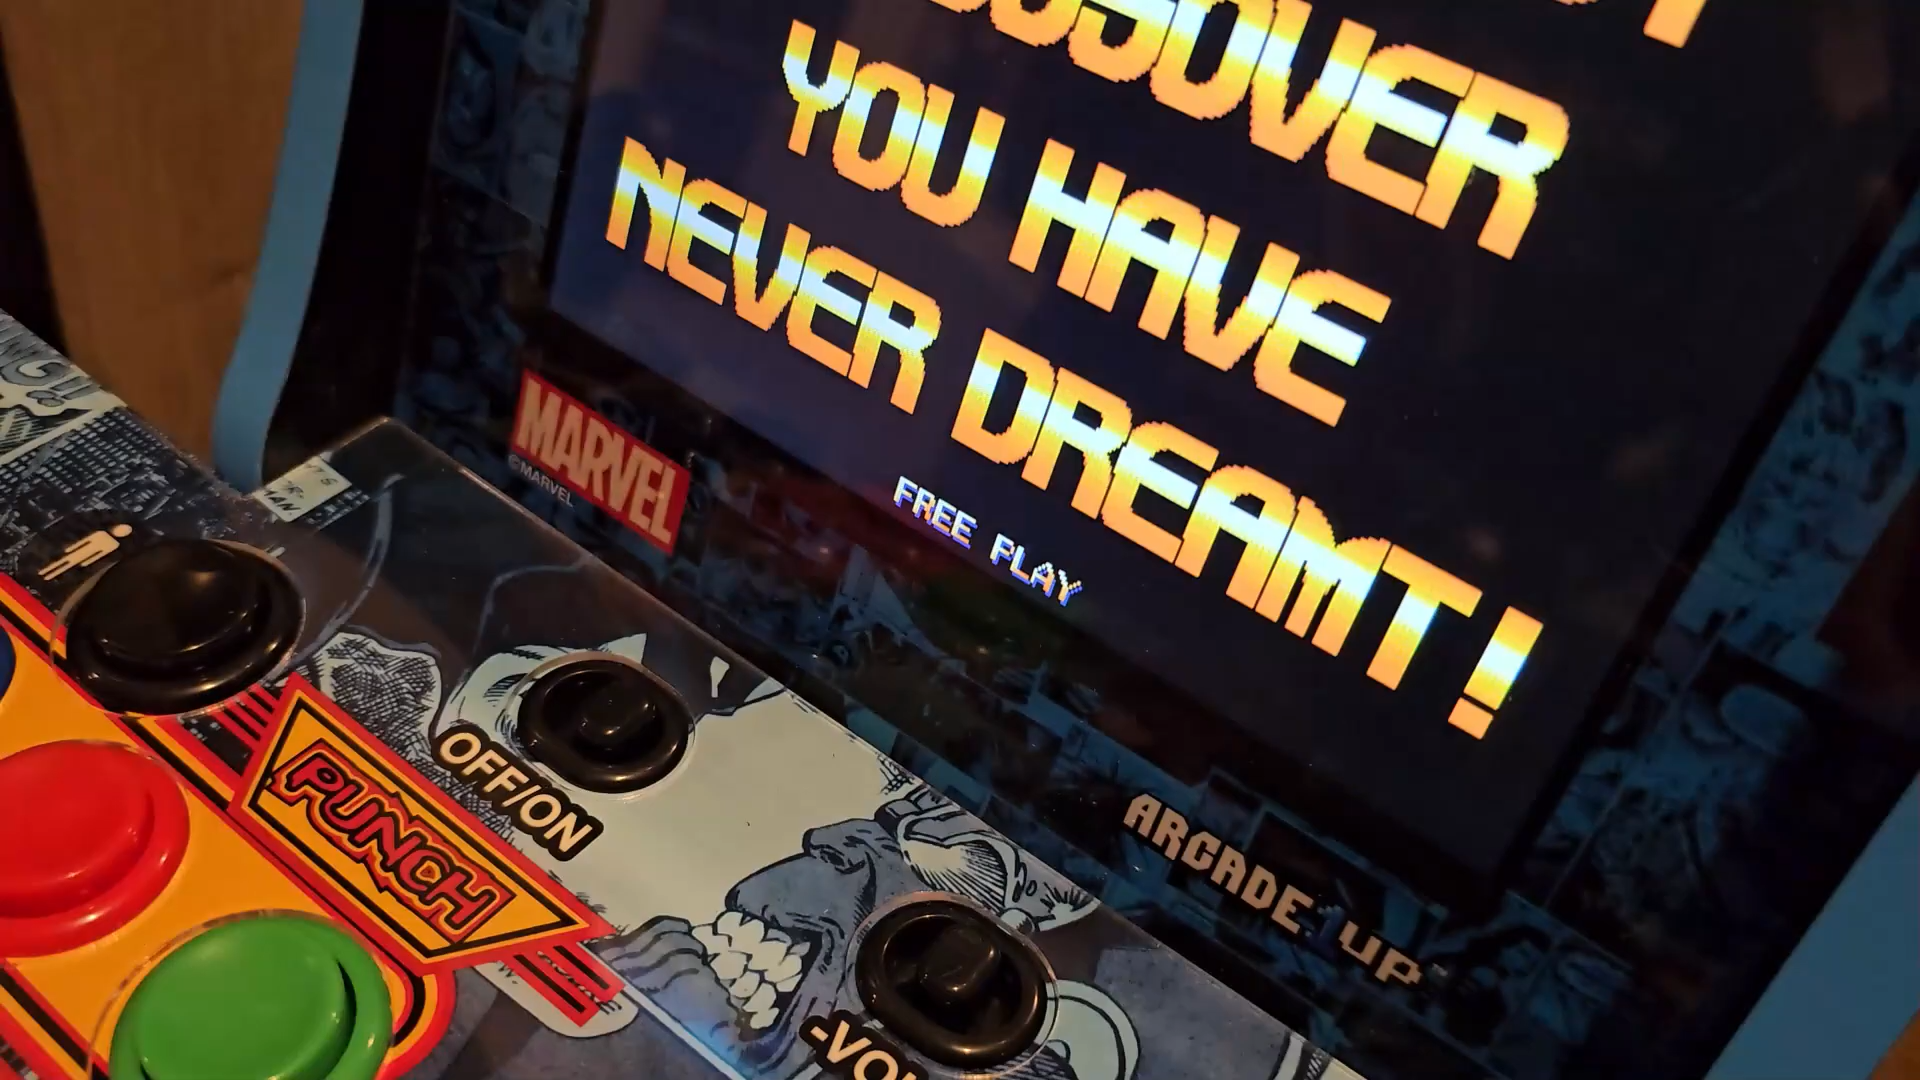 YOU HAVE
NEVER DREAMT!
FREE PLAY
MARVEL
©MARVEL
ARCADE1UP
OFF/ON
PUNCH